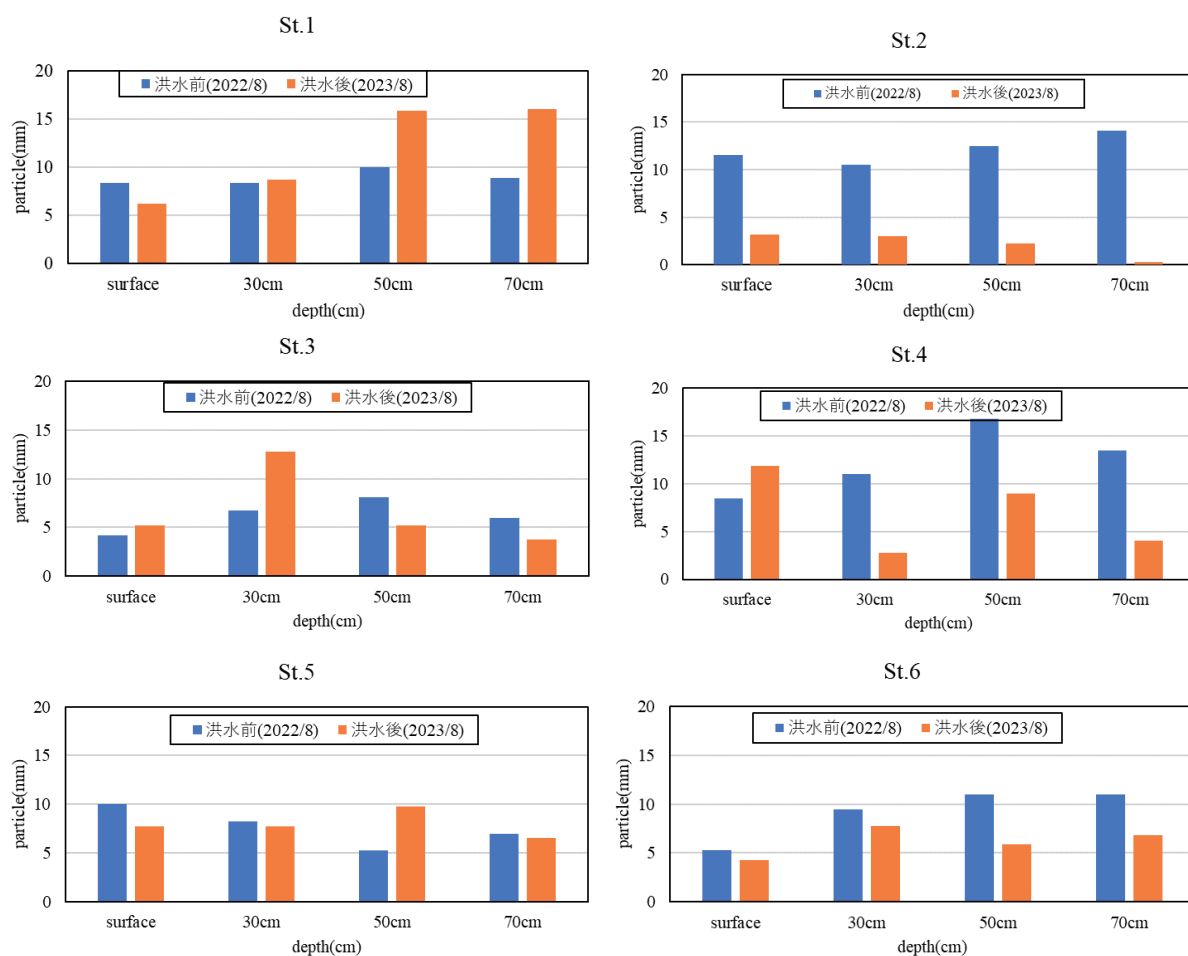 St.1
洪水前(2022/8) 洪水後(2023/8)
particle(mm)
20
15
10
5
0
surface 30cm 50cm 70cm
depth(cm)
St.2
洪水前(2022/8) 洪水後(2023/8)
particle(mm)
20
15
10
5
0
surface 30cm 50cm 70cm
depth(cm)
St.3
洪水前(2022/8) 洪水後(2023/8)
particle(mm)
20
15
10
5
0
surface 30cm 50cm 70cm
depth(cm)
St.4
洪水前(2022/8) 洪水後(2023/8)
particle(mm)
20
15
10
5
0
surface 30cm 50cm 70cm
depth(cm)
St.5
洪水前(2022/8) 洪水後(2023/8)
particle(mm)
20
15
10
5
0
surface 30cm 50cm 70cm
depth(cm)
St.6
洪水前(2022/8) 洪水後(2023/8)
particle(mm)
20
15
10
5
0
surface 30cm 50cm 70cm
depth(cm)